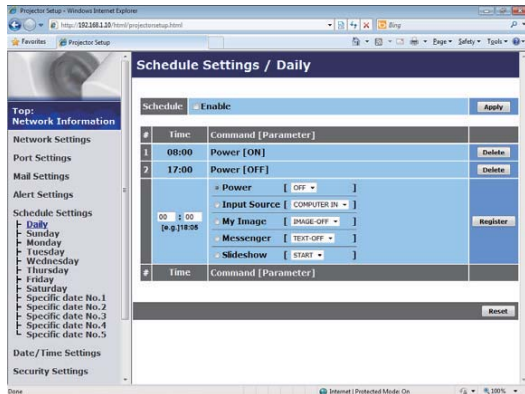 Projector Setup - Windows Internet Explorer
http://192.168.1.10/html/projectorsetup.html
Bing
Favorites
Projector Setup
Page
Safety
Tools
Schedule Settings / Daily
Schedule
Enable
Apply
Top:
Network Information
Network Settings
Port Settings
Mail Settings
Alert Settings
Schedule Settings
Daily
Sunday
Monday
Tuesday
Wednesday
Thursday
Friday
Saturday
Specific date No.1
Specific date No.2
Specific date No.3
Specific date No.4
Specific date No.5
Date/Time Settings
Security Settings
# Time Command [Parameter]
1 08:00 Power [ON] Delete
2 17:00 Power [OFF] Delete
00 : 00
[e.g.]18:05
Power [ OFF ]
Input Source [ COMPUTER IN ]
My Image [ IMAGE-OFF ]
Messenger [ TEXT-OFF ]
Slideshow [ START ]
Register
# Time Command [Parameter]
Reset
Done
Internet | Protected Mode: On
100%